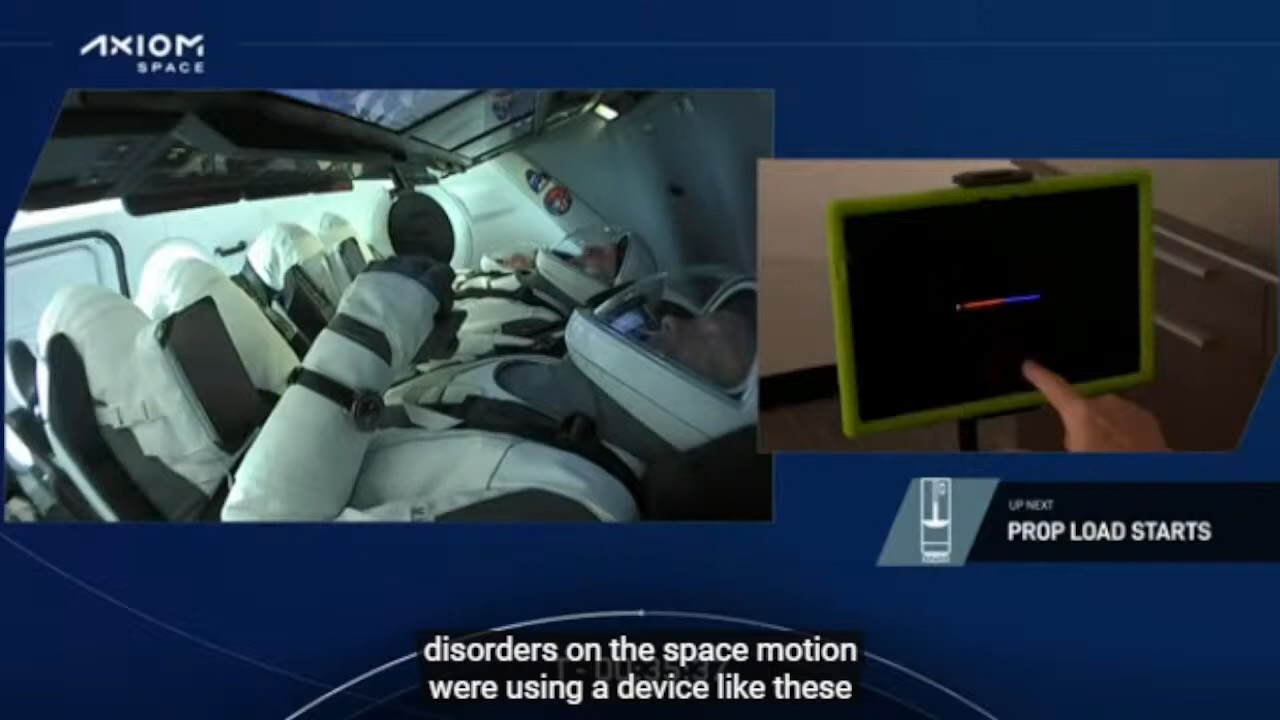 AXIOM
SPACE
UP NEXT
PROP LOAD STARTS
disorders on the space motion
were using a device like these